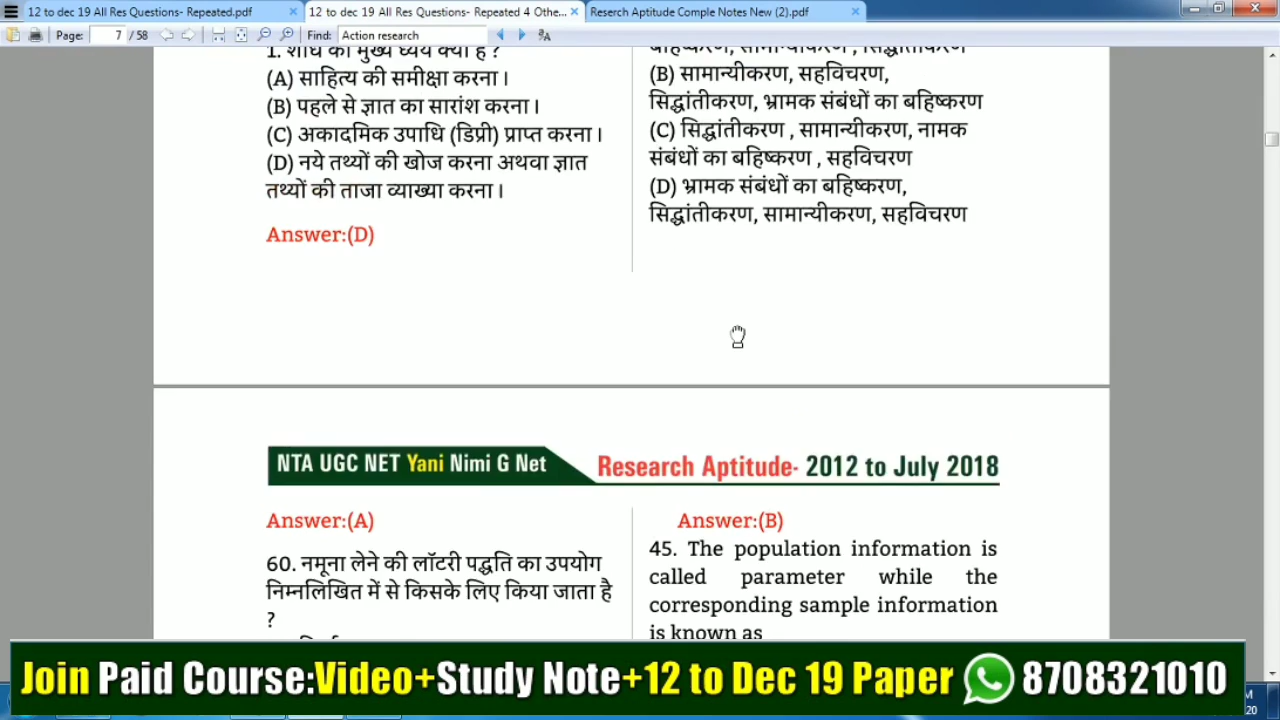 12 to dec 19 All Res Questions- Repeated.pdf
12 to dec 19 All Res Questions- Repeated 4 Othe...
Reserch Aptitude Comple Notes New (2).pdf
Page: 7 / 58
Find: Action research
1. शोध का मुख्य ध्येय क्या है ?
(A) साहित्य की समीक्षा करना ।
(B) पहले से ज्ञात का सारांश करना ।
(C) अकादमिक उपाधि (डिप्री) प्राप्त करना ।
(D) नये तथ्यों की खोज करना अथवा ज्ञात
तथ्यों की ताजा व्याख्या करना ।
Answer:(D)
बहिष्करण, सामान्यीकरण , सिद्धांतीकरण
(B) सामान्यीकरण, सहविचरण,
सिद्धांतीकरण, भ्रामक संबंधों का बहिष्करण
(C) सिद्धांतीकरण , सामान्यीकरण, नामक
संबंधों का बहिष्करण , सहविचरण
(D) भ्रामक संबंधों का बहिष्करण,
सिद्धांतीकरण, सामान्यीकरण, सहविचरण
NTA UGC NET Yani Nimi G Net
Research Aptitude- 2012 to July 2018
Answer:(A)
60. नमूना लेने की लॉटरी पद्धति का उपयोग
निम्नलिखित में से किसके लिए किया जाता है
?
Answer:(B)
45. The population information is
called parameter while the
corresponding sample information
is known as
Join Paid Course:Video+Study Note+12 to Dec 19 Paper 8708321010